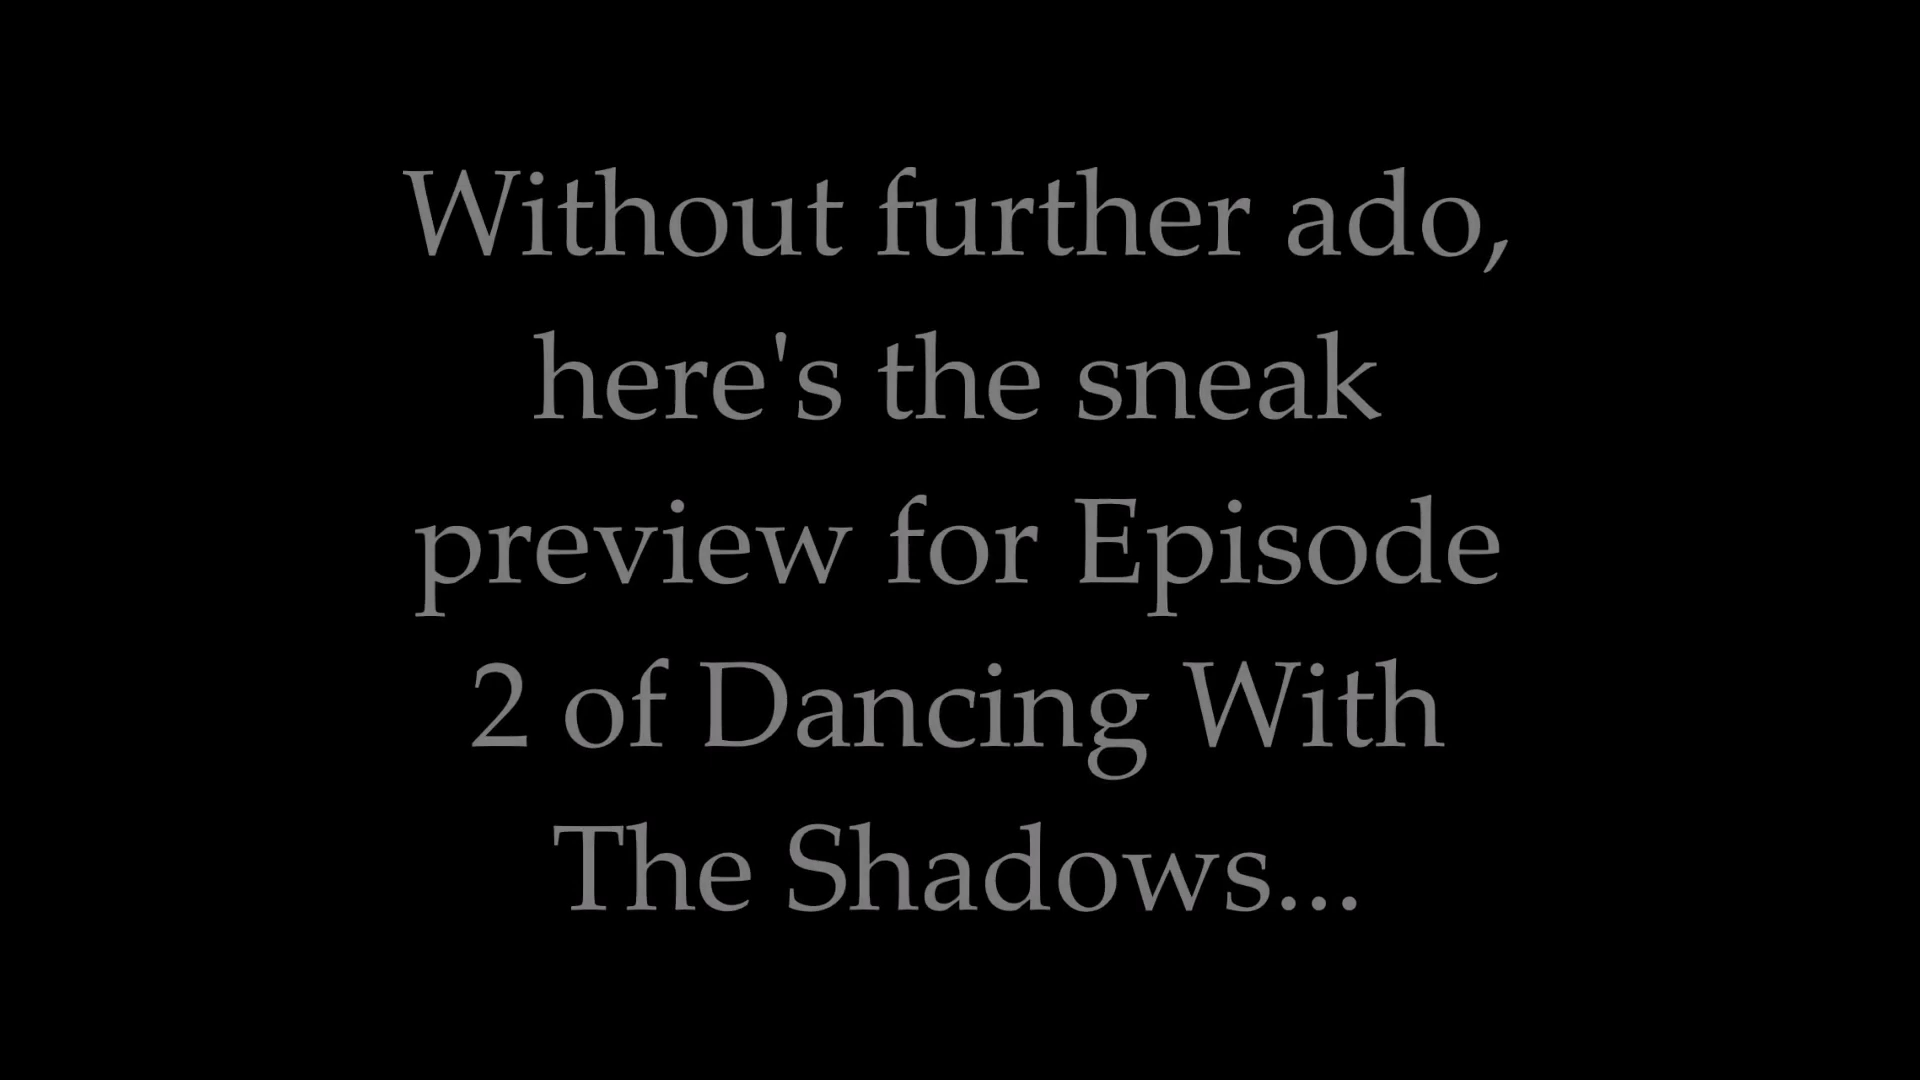 Without further ado,
here's the sneak
preview for Episode
2 of Dancing With
The Shadows...